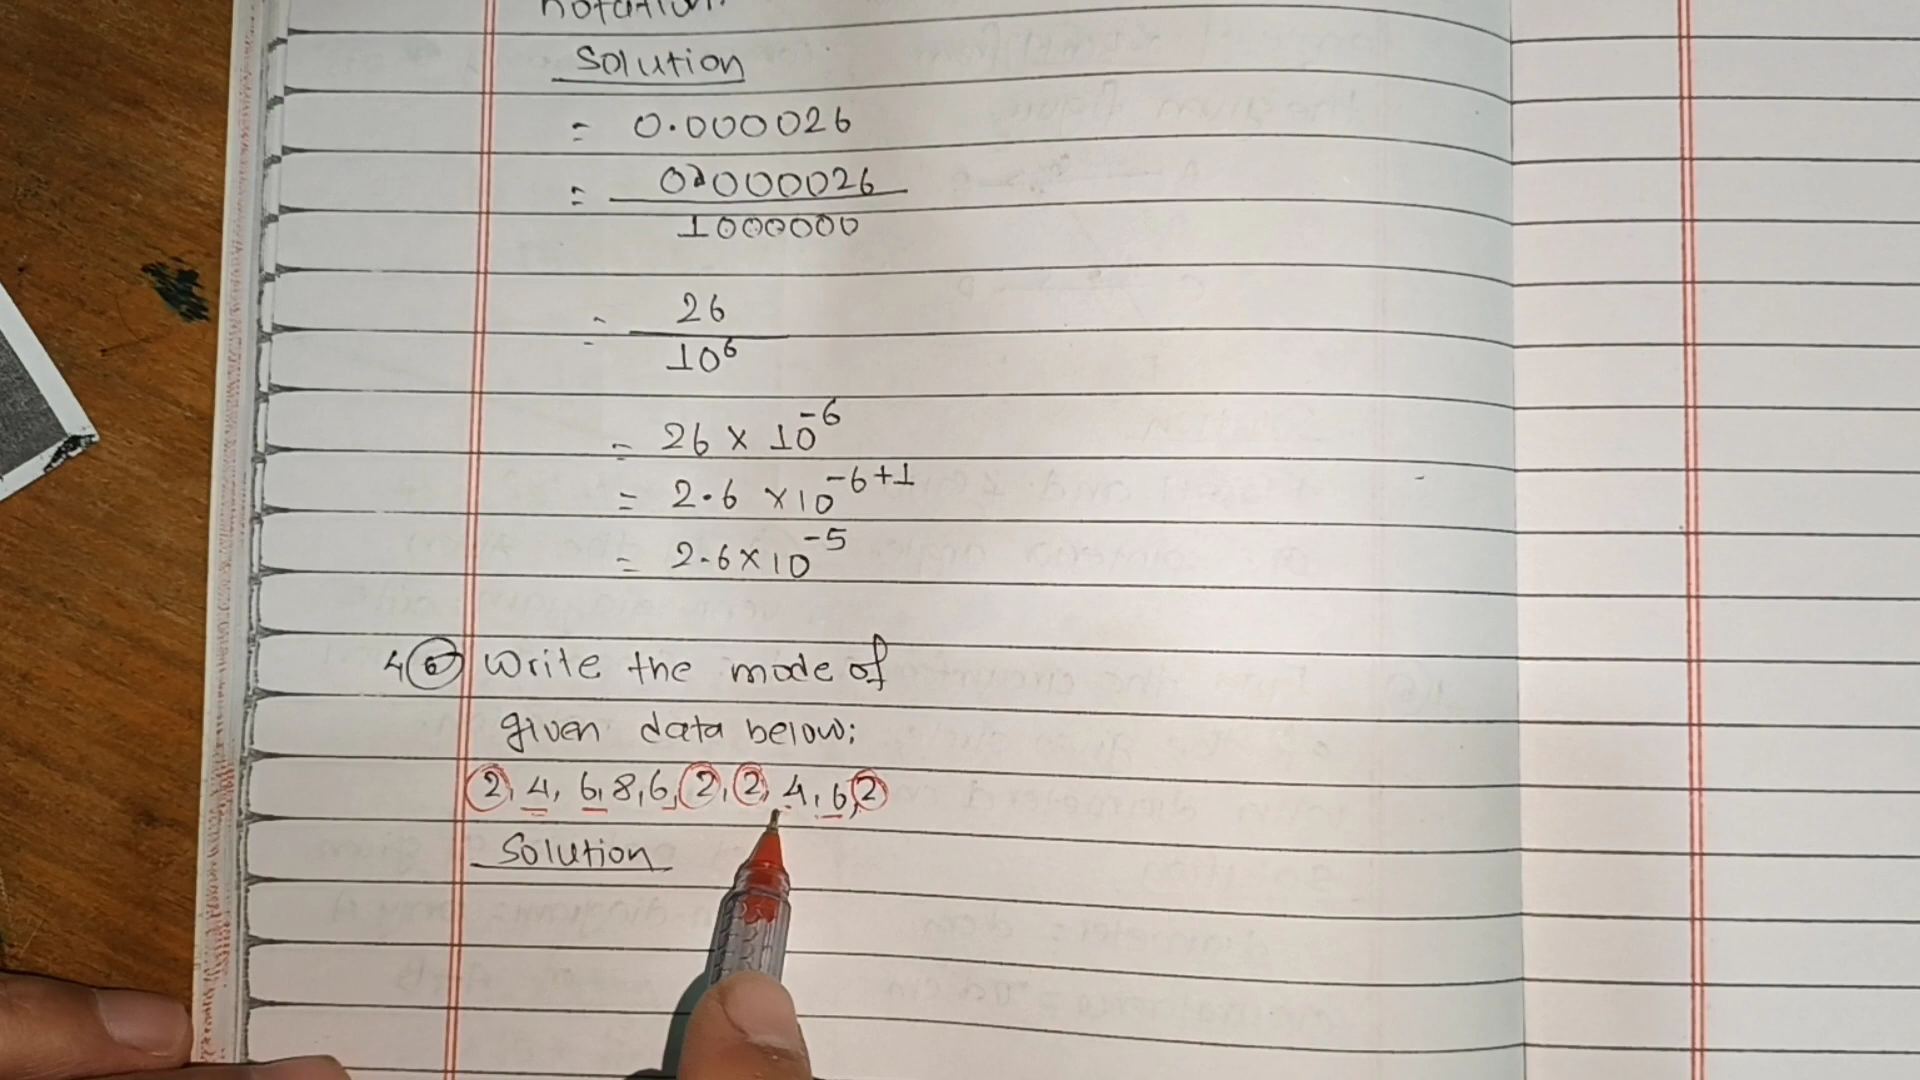 notation.
Solution
= 0.000026
= 0.000026
1000000
= 26
10⁶
= 26 × 10⁻⁶
= 2.6 × 10⁻⁶⁺¹
= 2.6 × 10⁻⁵
4 6 Write the mode of
given data below;
2, 4, 6, 8, 6, 2, 2, 4, 6, 2
Solution